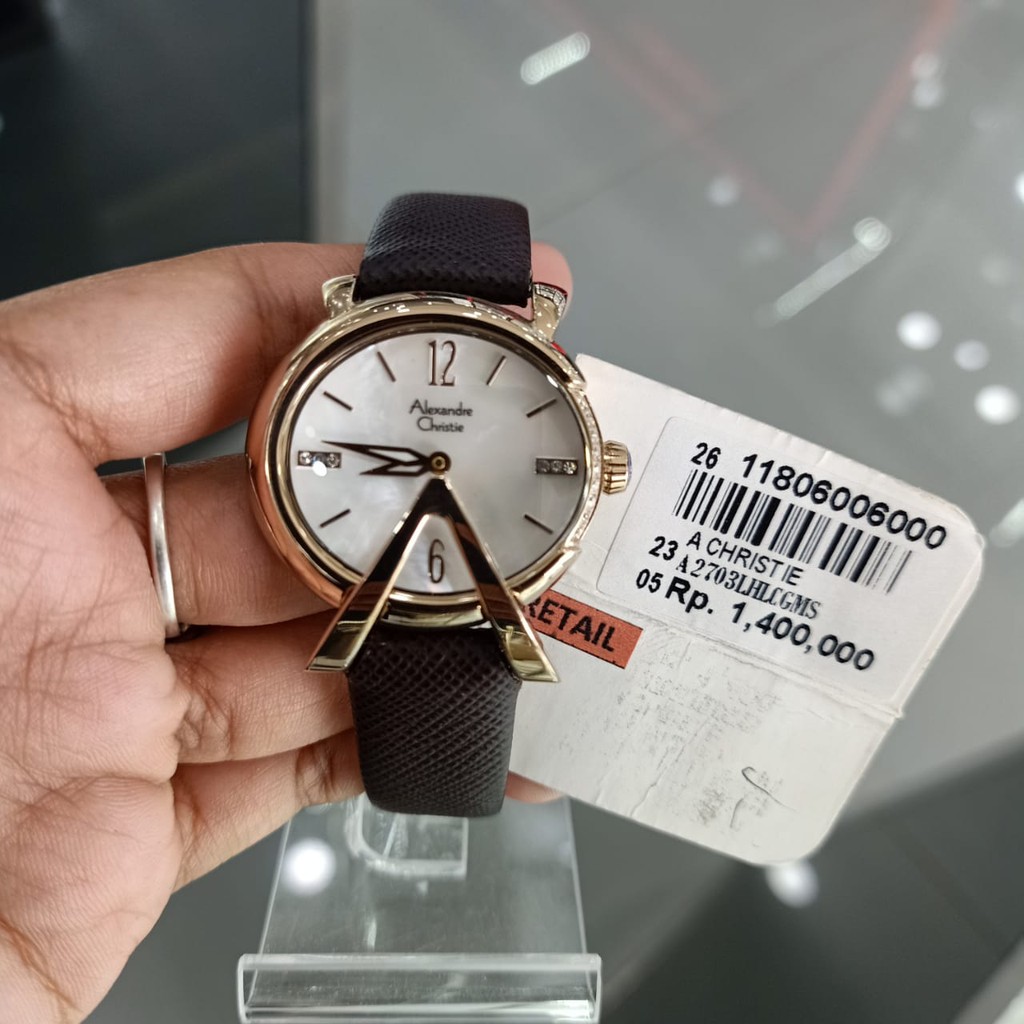 12
Alexandre
Christie
6
26 11806006000
A CHRISTIE
23 A2703LHLCGMS
05 Rp. 1,400,000
RETAIL